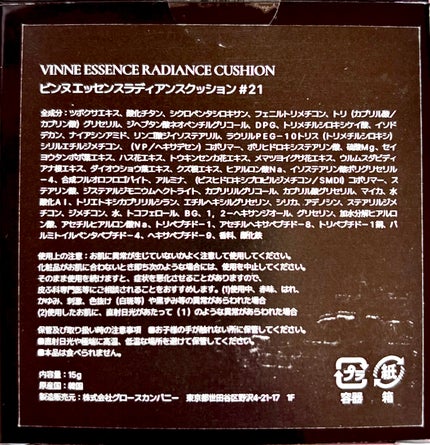 VINNE ESSENCE RADIANCE CUSHION
ビンヌエッセンスラディアンスクッション #21
全成分：ツボクサエキス、酸化チタン、シクロペンタシロキサン、フェニルトリメチコン、トリ（カプリル酸/
カプリン酸）グリセリル、ジヘプタン酸ネオペンチルグリコール、DPG、トリメチルシロキシケイ酸、イソド
デカン、ナイアシンアミド、リンゴ酸ジイソステアリル、ラウリルPEG-10トリス（トリメチルシロキシ）
シリルエチルジメチコン、（VP/ヘキサデセン）コポリマー、ポリヒドロキシステアリン酸、硫酸Mg、セイ
ヨウタンポポ葉エキス、ハス花エキス、トウキンセンカ花エキス、エキス、ウルムスダビディ
アナ根エキス、ダイオウショウ葉エキス、クズ根エキス、ヒアルロン酸Na、イソステアリン酸ポリグリセリル
-4、合成フルオロフロゴパイト、アルミナ、（ビスヒドロキシプロピルジメチコン/SMDI）コポリマー、ス
テアリン酸、ジステアルジモニウムヘクトライト、カプリリルグリコール、カプリル酸グリセリル、マイカ、水
酸化Al、トリエトキシカプリリルシラン、エチルヘキシルグリセリン、シリカ、アデノシン、ステアリルジメ
チコン、ジメチコン、水、トコフェロール、BG、1，2-ヘキサンジオール、グリセリン、加水分解ヒアルロ
ン酸、アセチルヒアルロン酸Na、トリペプチド-1、アセチルヘキサペプチド-8、トリペプチド-1銅、パ
ルミトイルペンタペプチド-4、ヘキサペプチド-9、香料、酸化鉄
使用上の注意：お肌に異常が生じていないかよく注意して使用してください。
化粧品がお肌に合わないとき即ち次のような場合には、使用を中止してください。
そのまま使用を続けますと、症状を悪化させることがありますので、
皮ふ科専門医等にご相談されることをおすすめします。(1)使用中、赤味、はれ、
かゆみ、刺激、色抜け（白斑等）や黒ずみ等の異常があらわれた場合
(2)使用したお肌に、直射日光があたって（1）のような異常があらわれた場合
保管及び取り扱い時の注意事項 ●お子様の手が触れない所に保管してください。
●直射日光や極端に高温、低温な場所を避けて保管してください。
●本品は食べられません。
内容量：15g
原産国：韓国
製造販売元：株式会社グロースカンパニー 東京都世田谷区野沢4-21-17 1F
プラ 紙
容器 箱